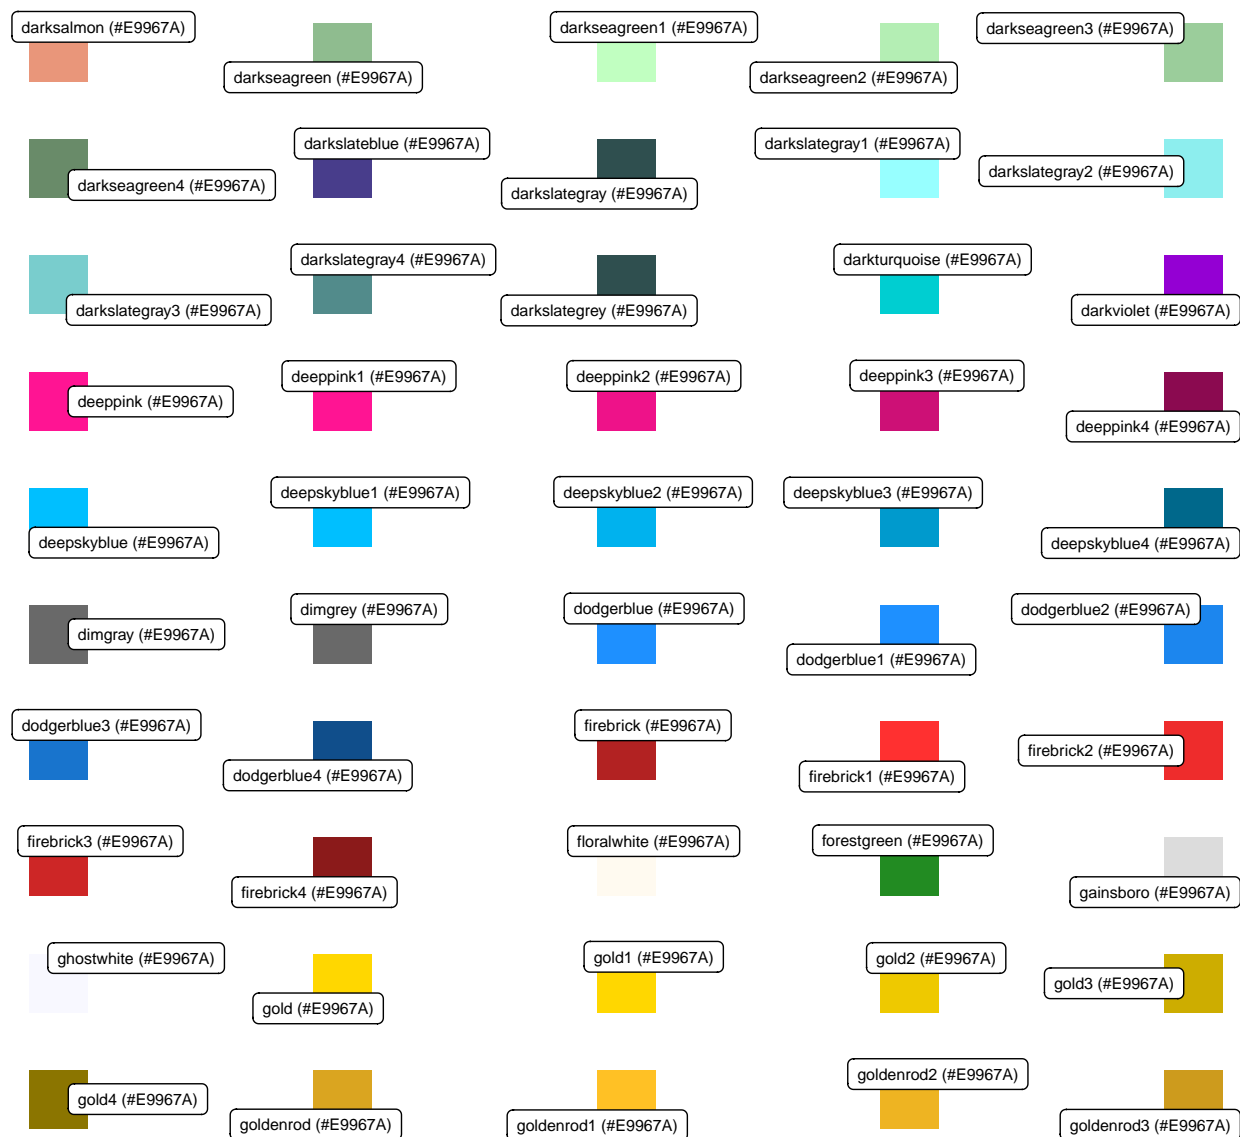 darksalmon (#E9967A)
darkseagreen (#E9967A)
darkseagreen1 (#E9967A)
darkseagreen2 (#E9967A)
darkseagreen3 (#E9967A)
darkseagreen4 (#E9967A)
darkslateblue (#E9967A)
darkslategray (#E9967A)
darkslategray1 (#E9967A)
darkslategray2 (#E9967A)
darkslategray3 (#E9967A)
darkslategray4 (#E9967A)
darkslategrey (#E9967A)
darkturquoise (#E9967A)
darkviolet (#E9967A)
deeppink (#E9967A)
deeppink1 (#E9967A)
deeppink2 (#E9967A)
deeppink3 (#E9967A)
deeppink4 (#E9967A)
deepskyblue (#E9967A)
deepskyblue1 (#E9967A)
deepskyblue2 (#E9967A)
deepskyblue3 (#E9967A)
deepskyblue4 (#E9967A)
dimgray (#E9967A)
dimgrey (#E9967A)
dodgerblue (#E9967A)
dodgerblue1 (#E9967A)
dodgerblue2 (#E9967A)
dodgerblue3 (#E9967A)
dodgerblue4 (#E9967A)
firebrick (#E9967A)
firebrick1 (#E9967A)
firebrick2 (#E9967A)
firebrick3 (#E9967A)
firebrick4 (#E9967A)
floralwhite (#E9967A)
forestgreen (#E9967A)
gainsboro (#E9967A)
ghostwhite (#E9967A)
gold (#E9967A)
gold1 (#E9967A)
gold2 (#E9967A)
gold3 (#E9967A)
gold4 (#E9967A)
goldenrod (#E9967A)
goldenrod1 (#E9967A)
goldenrod2 (#E9967A)
goldenrod3 (#E9967A)